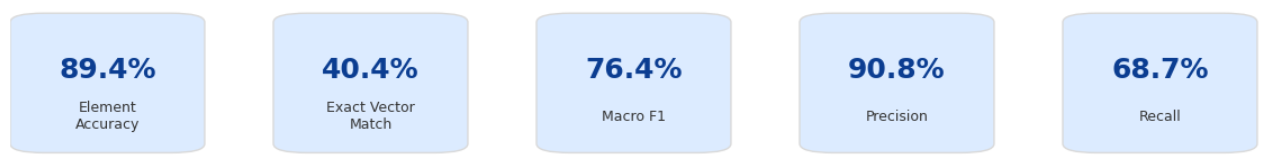 89.4%
Element
Accuracy
40.4%
Exact Vector
Match
76.4%
Macro F1
90.8%
Precision
68.7%
Recall